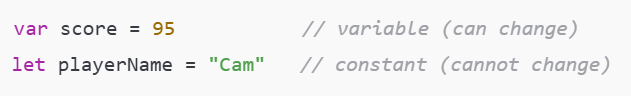 var score = 95 // variable (can change)
let playerName = "Cam" // constant (cannot change)